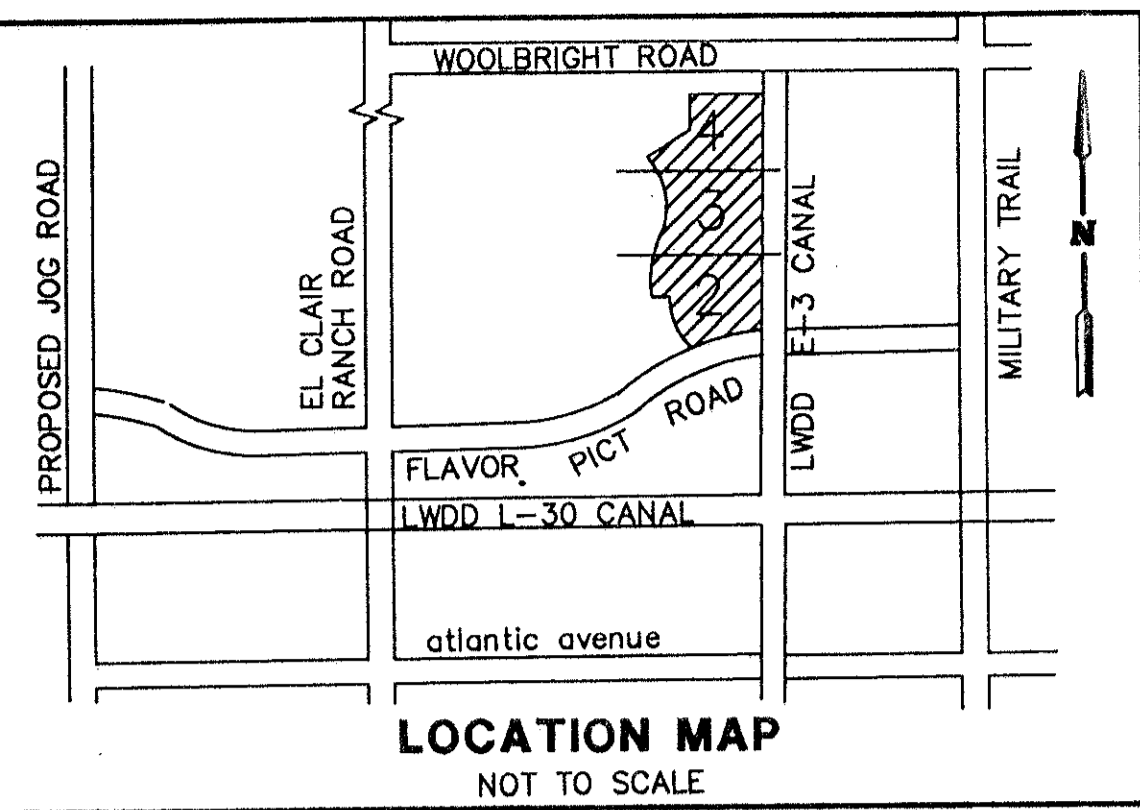 WOOLBRIGHT ROAD
PROPOSED JOG ROAD
EL CLAIR
RANCH ROAD
4
3
2
LWDD E-3 CANAL
MILITARY TRAIL
N
FLAVOR PICT ROAD
LWDD L-30 CANAL
atlantic avenue
LOCATION MAP
NOT TO SCALE